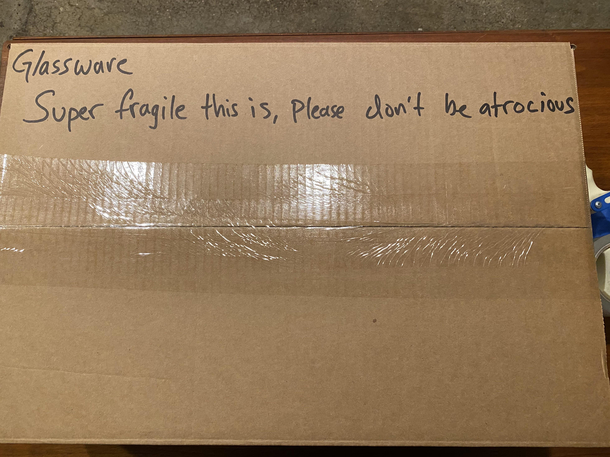 Glassware
Super fragile this is, please don't be atrocious